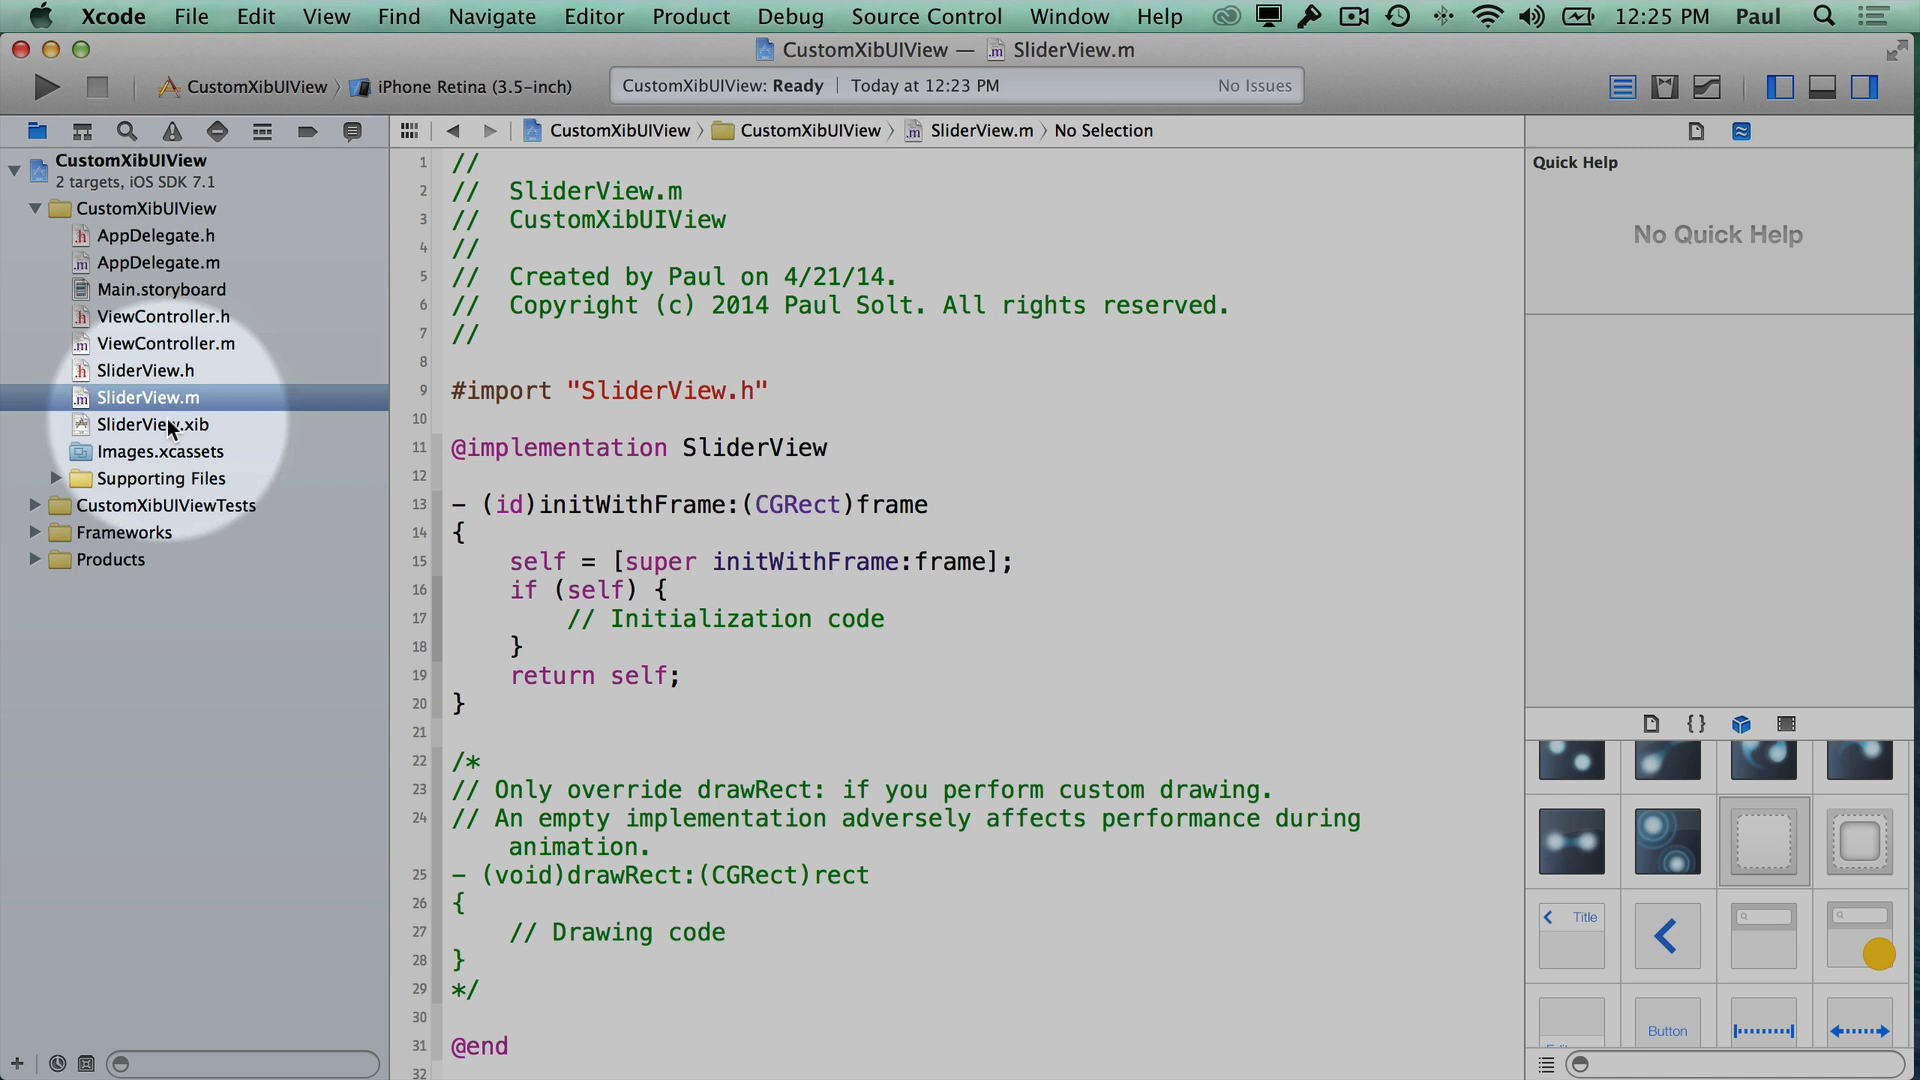 Xcode File Edit View Find Navigate Editor Product Debug Source Control Window Help 12:25 PM Paul
CustomXibUIView — SliderView.m
CustomXibUIView iPhone Retina (3.5-inch)
CustomXibUIView: Ready Today at 12:23 PM No Issues
CustomXibUIView CustomXibUIView SliderView.m No Selection
CustomXibUIView
2 targets, iOS SDK 7.1
CustomXibUIView
AppDelegate.h
AppDelegate.m
Main.storyboard
ViewController.h
ViewController.m
SliderView.h
SliderView.m
SliderView.xib
Images.xcassets
Supporting Files
CustomXibUIViewTests
Frameworks
Products
1 //
2 //  SliderView.m
3 //  CustomXibUIView
4 //
5 //  Created by Paul on 4/21/14.
6 //  Copyright (c) 2014 Paul Solt. All rights reserved.
7 //
8
9 #import "SliderView.h"
10
11 @implementation SliderView
12
13 - (id)initWithFrame:(CGRect)frame
14 {
15     self = [super initWithFrame:frame];
16     if (self) {
17         // Initialization code
18     }
19     return self;
20 }
21
22 /*
23 // Only override drawRect: if you perform custom drawing.
24 // An empty implementation adversely affects performance during
animation.
25 - (void)drawRect:(CGRect)rect
26 {
27     // Drawing code
28 }
29 */
30
31 @end
32
Quick Help
No Quick Help
{ }
Title
Button